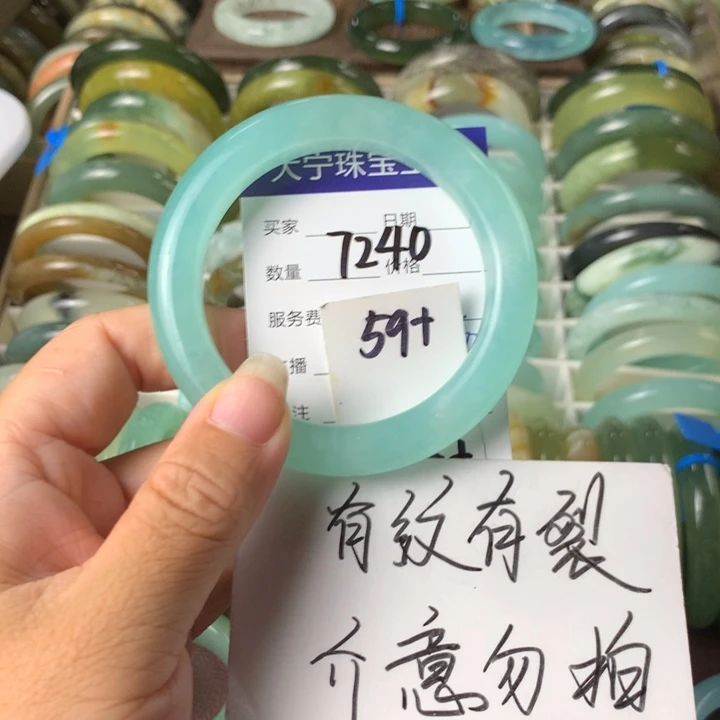 天宁珠宝
买家 日期
7240
数量 价格
服务费
59+
播
注
有纹有裂
介意勿拍